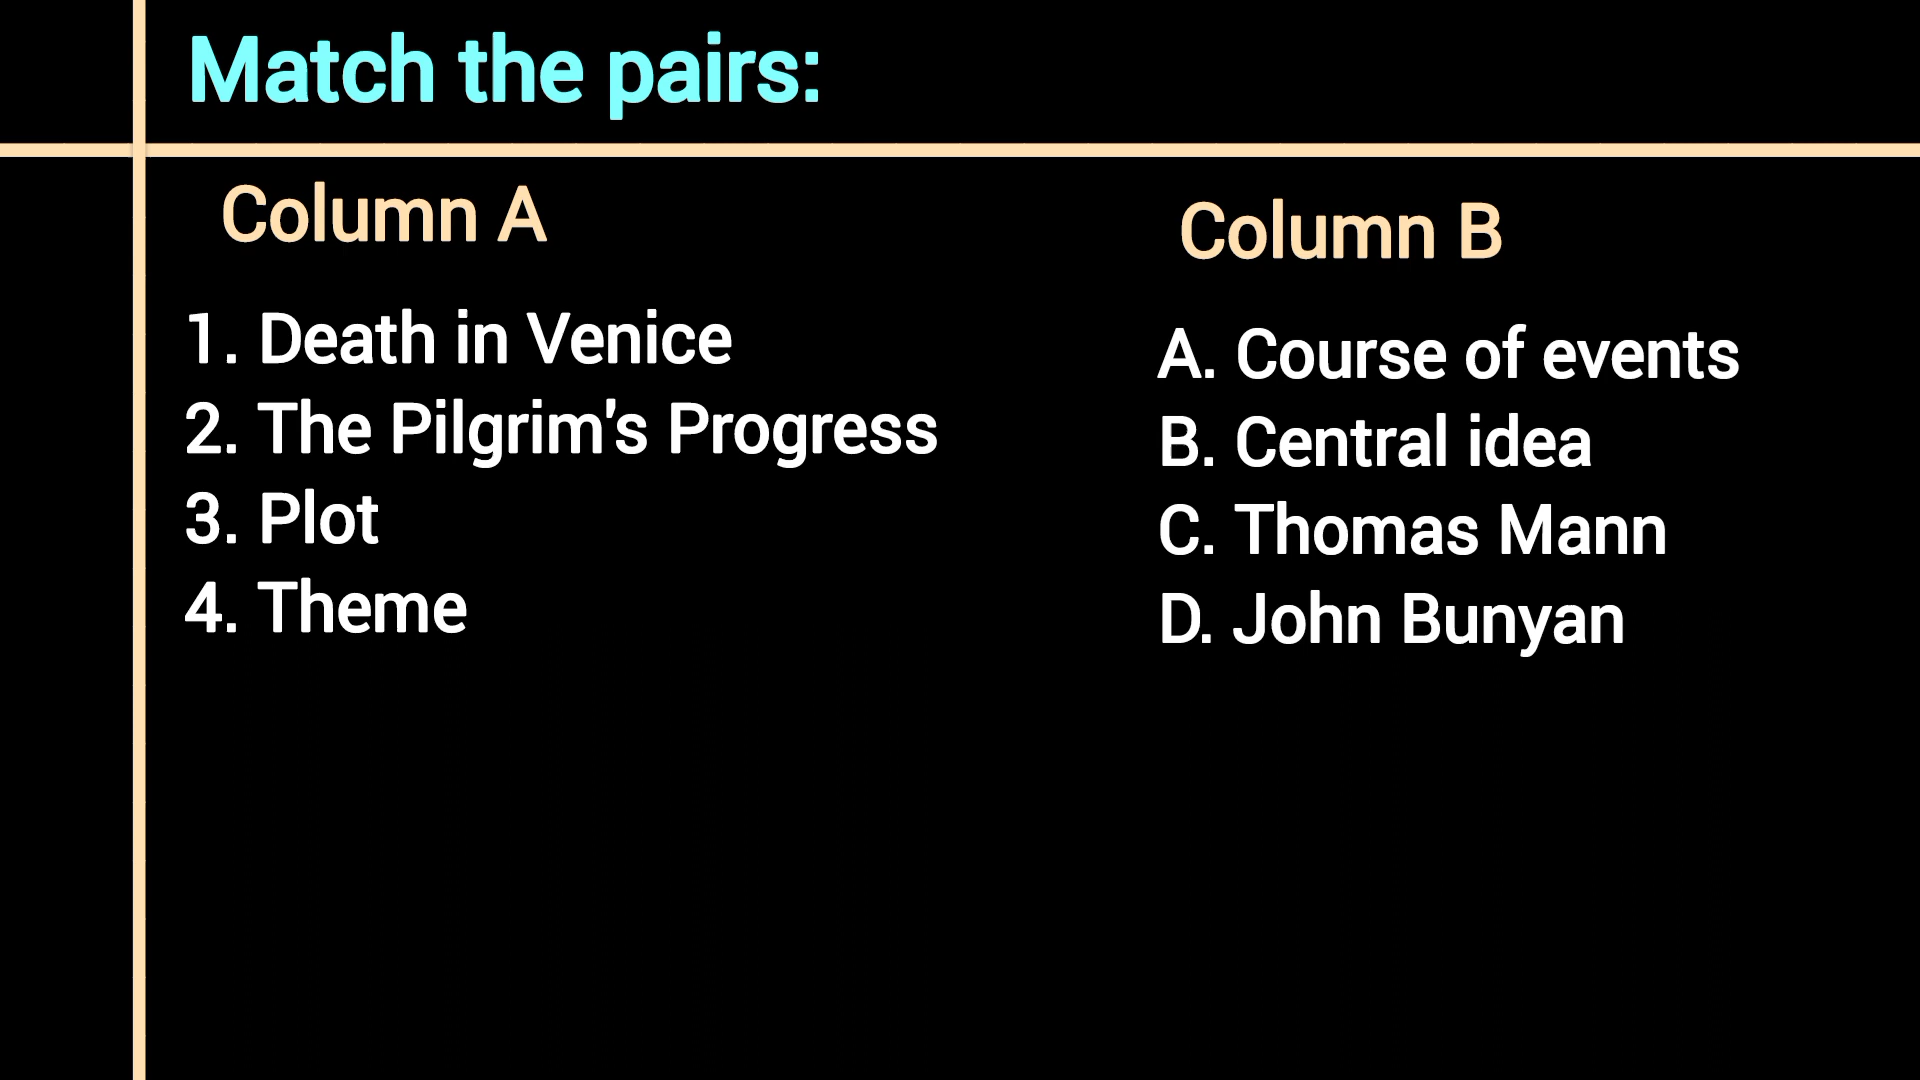 Match the pairs:
Column A
1. Death in Venice
2. The Pilgrim's Progress
3. Plot
4. Theme
Column B
A. Course of events
B. Central idea
C. Thomas Mann
D. John Bunyan